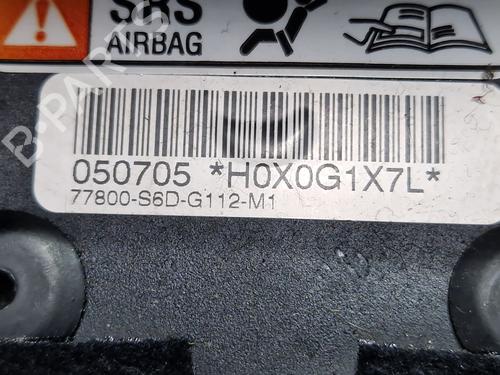 SRS
AIRBAG
050705 *H0X0G1X7L*
77800-S6D-G112-M1
B-PARTS